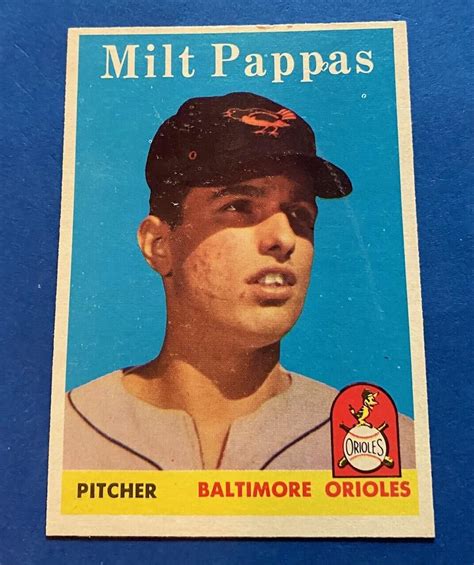 Milt Pappas
ORIOLES
PITCHER BALTIMORE ORIOLES